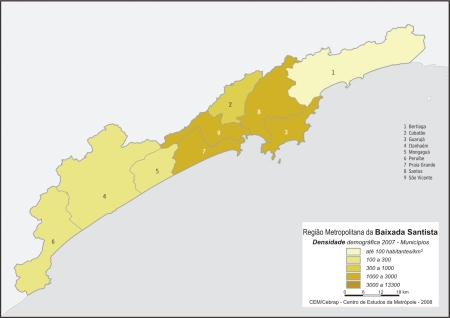 1
2
8
9
3
7
5
4
6
1 Bertioga
2 Cubatão
3 Guarujá
4 Itanhaém
5 Mongaguá
6 Peruíbe
7 Praia Grande
8 Santos
9 São Vicente
Região Metropolitana da Baixada Santista
Densidade demográfica 2007 - Municípios
até 100 habitantes/km²
100 a 300
300 a 1000
1000 a 3000
3000 a 13300
0 6 12 18 km
CEM/Cebrap - Centro de Estudos da Metrópole - 2008